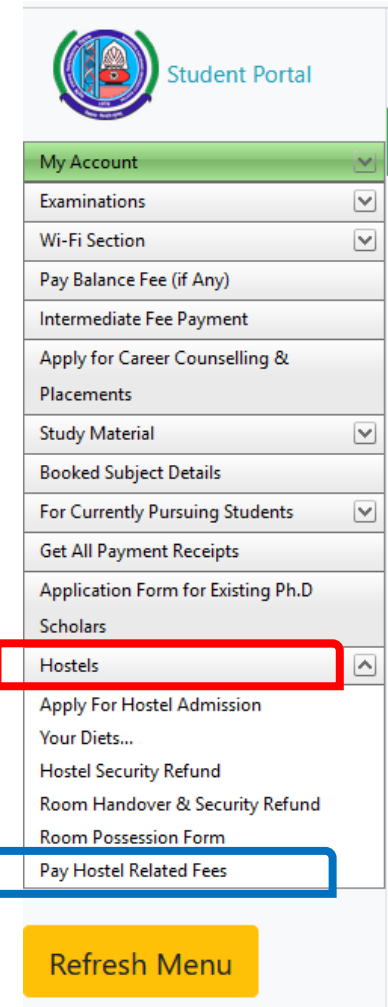 Student Portal
My Account
Examinations
Wi-Fi Section
Pay Balance Fee (if Any)
Intermediate Fee Payment
Apply for Career Counselling &
Placements
Study Material
Booked Subject Details
For Currently Pursuing Students
Get All Payment Receipts
Application Form for Existing Ph.D
Scholars
Hostels
Apply For Hostel Admission
Your Diets...
Hostel Security Refund
Room Handover & Security Refund
Room Possession Form
Pay Hostel Related Fees
Refresh Menu